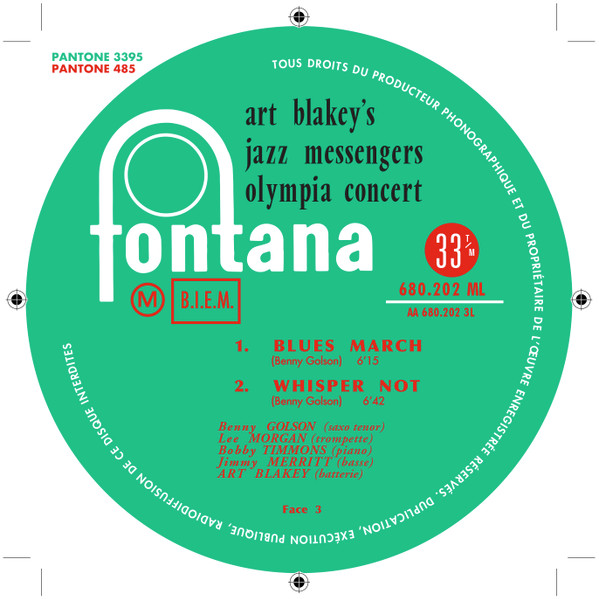 PANTONE 3395
PANTONE 485
TOUS DROITS DU PRODUCTEUR PHONOGRAPHIQUE ET DU PROPRIÉTAIRE DE L'ŒUVRE ENREGISTRÉE RÉSERVÉS. DUPLICATION, EXÉCUTION PUBLIQUE, RADIODIFFUSION DE CE DISQUE INTERDITES
art blakey's
jazz messengers
olympia concert
fontana
33 T/M
680.202 ML
AA 680.202 3L
M B.I.E.M.
1. BLUES MARCH
(Benny Golson) 6'15
2. WHISPER NOT
(Benny Golson) 6'42
Benny GOLSON (saxo tenor)
Lee MORGAN (trompette)
Bobby TIMMONS (piano)
Jimmy MERRITT (basse)
ART BLAKEY (batterie)
Face 3